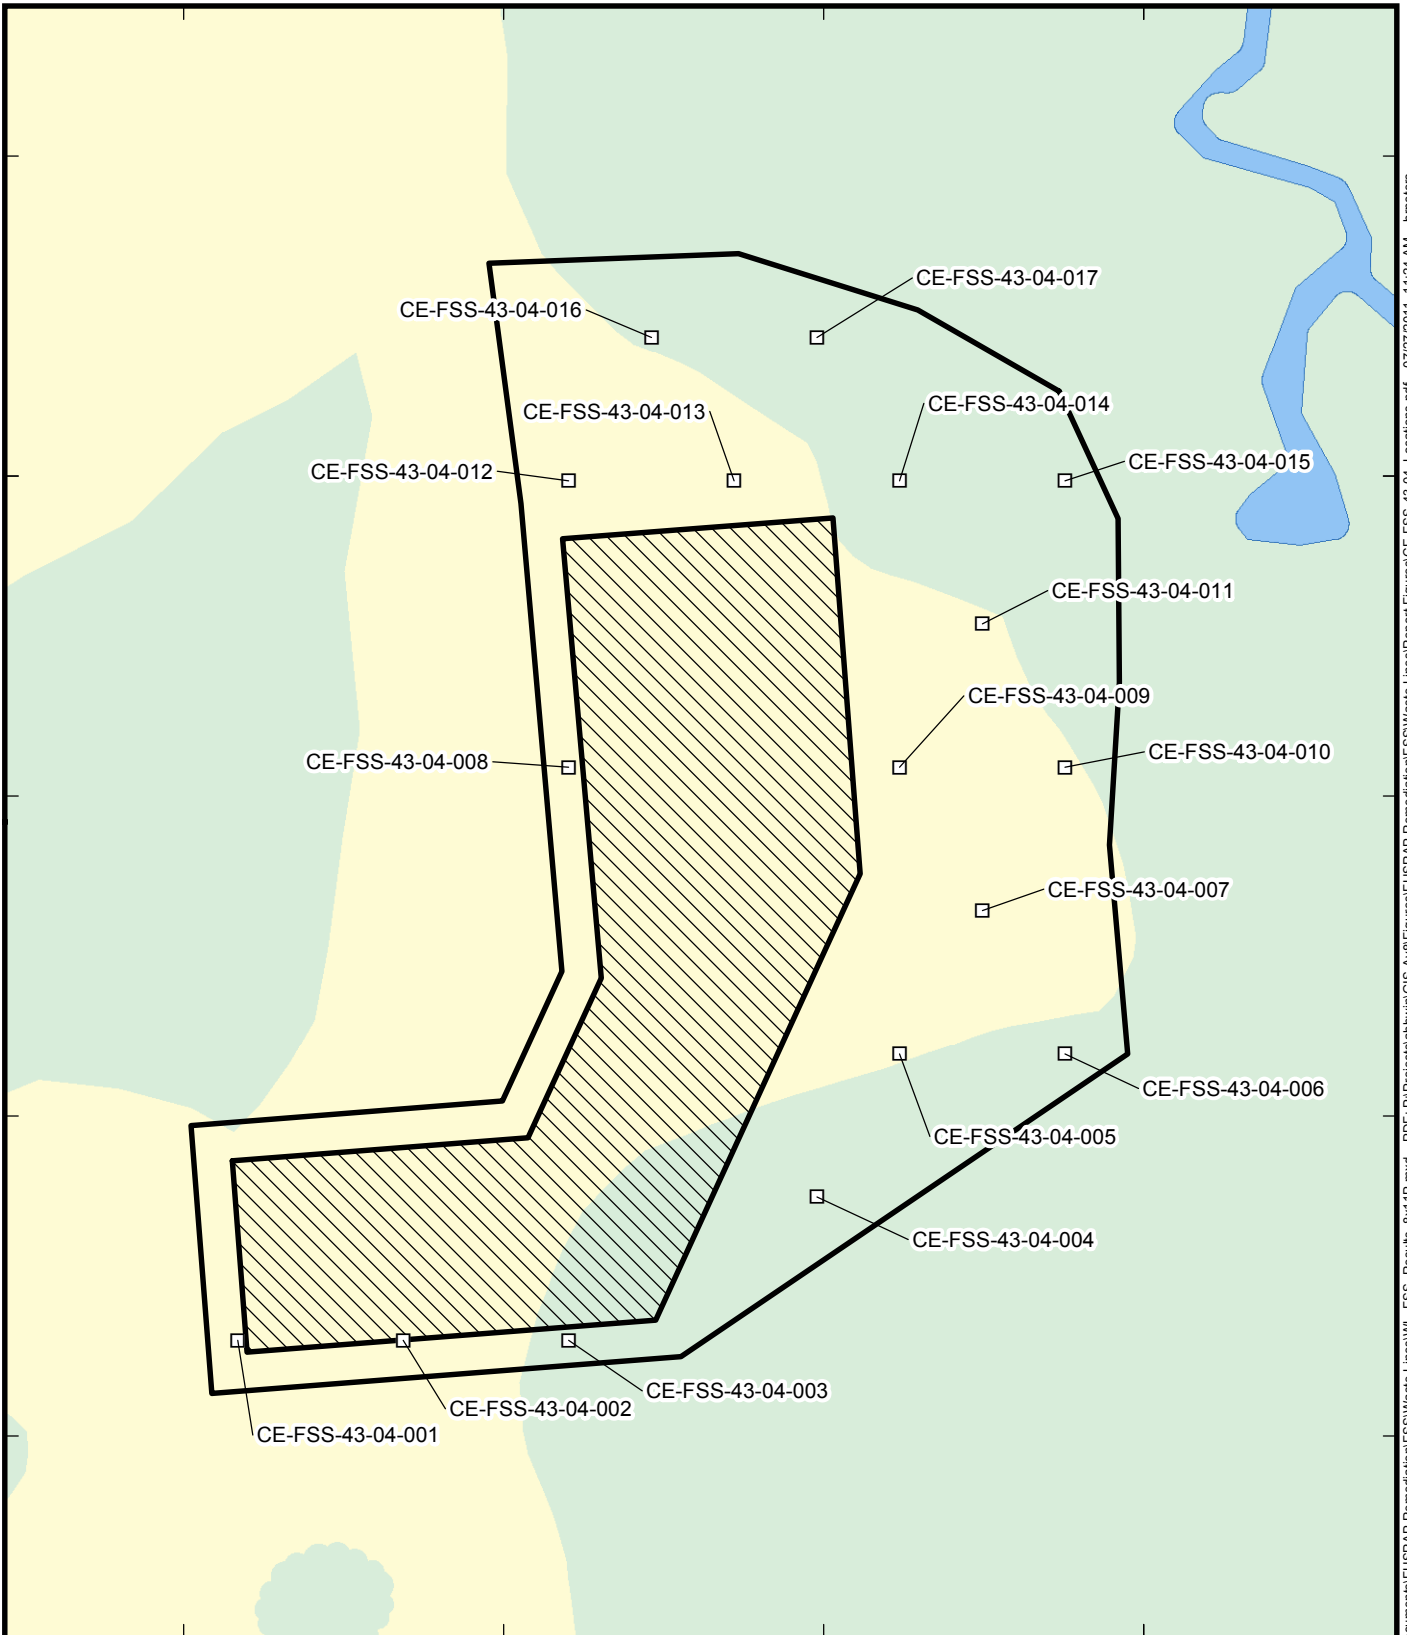 CE-FSS-43-04-017
CE-FSS-43-04-016
CE-FSS-43-04-014
CE-FSS-43-04-013
CE-FSS-43-04-015
CE-FSS-43-04-012
CE-FSS-43-04-011
CE-FSS-43-04-009
CE-FSS-43-04-010
CE-FSS-43-04-008
CE-FSS-43-04-007
CE-FSS-43-04-006
CE-FSS-43-04-005
CE-FSS-43-04-004
CE-FSS-43-04-003
CE-FSS-43-04-002
CE-FSS-43-04-001